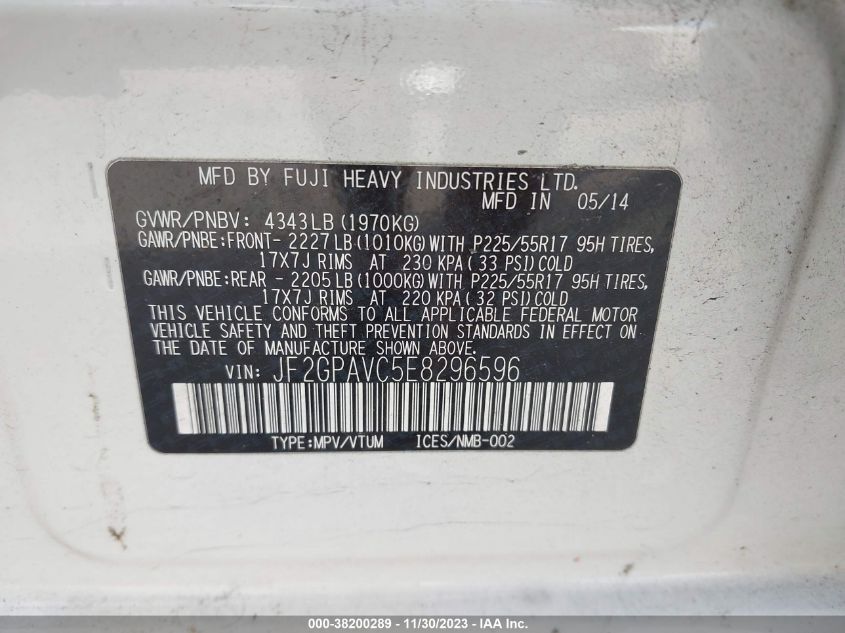 MFD BY FUJI HEAVY INDUSTRIES LTD.
MFD IN 05/14
GVWR/PNBV: 4343LB (1970KG)
GAWR/PNBE:FRONT- 2227 LB (1010KG) WITH P225/55R17 95H TIRES,
17X7J RIMS AT 230 KPA (33 PSI) COLD
GAWR/PNBE:REAR - 2205 LB (1000KG) WITH P225/55R17 95H TIRES,
17X7J RIMS AT 220 KPA ( 32 PSI) COLD
THIS VEHICLE CONFORMS TO ALL APPLICABLE FEDERAL MOTOR
VEHICLE SAFETY AND THEFT PREVENTION STANDARDS IN EFFECT ON
THE DATE OF MANUFACTURE SHOWN ABOVE.
VIN: JF2GPAVC5E8296596
TYPE:MPV/VTUM ICES/NMB-002
000-38200289 - 11/30/2023 - IAA Inc.